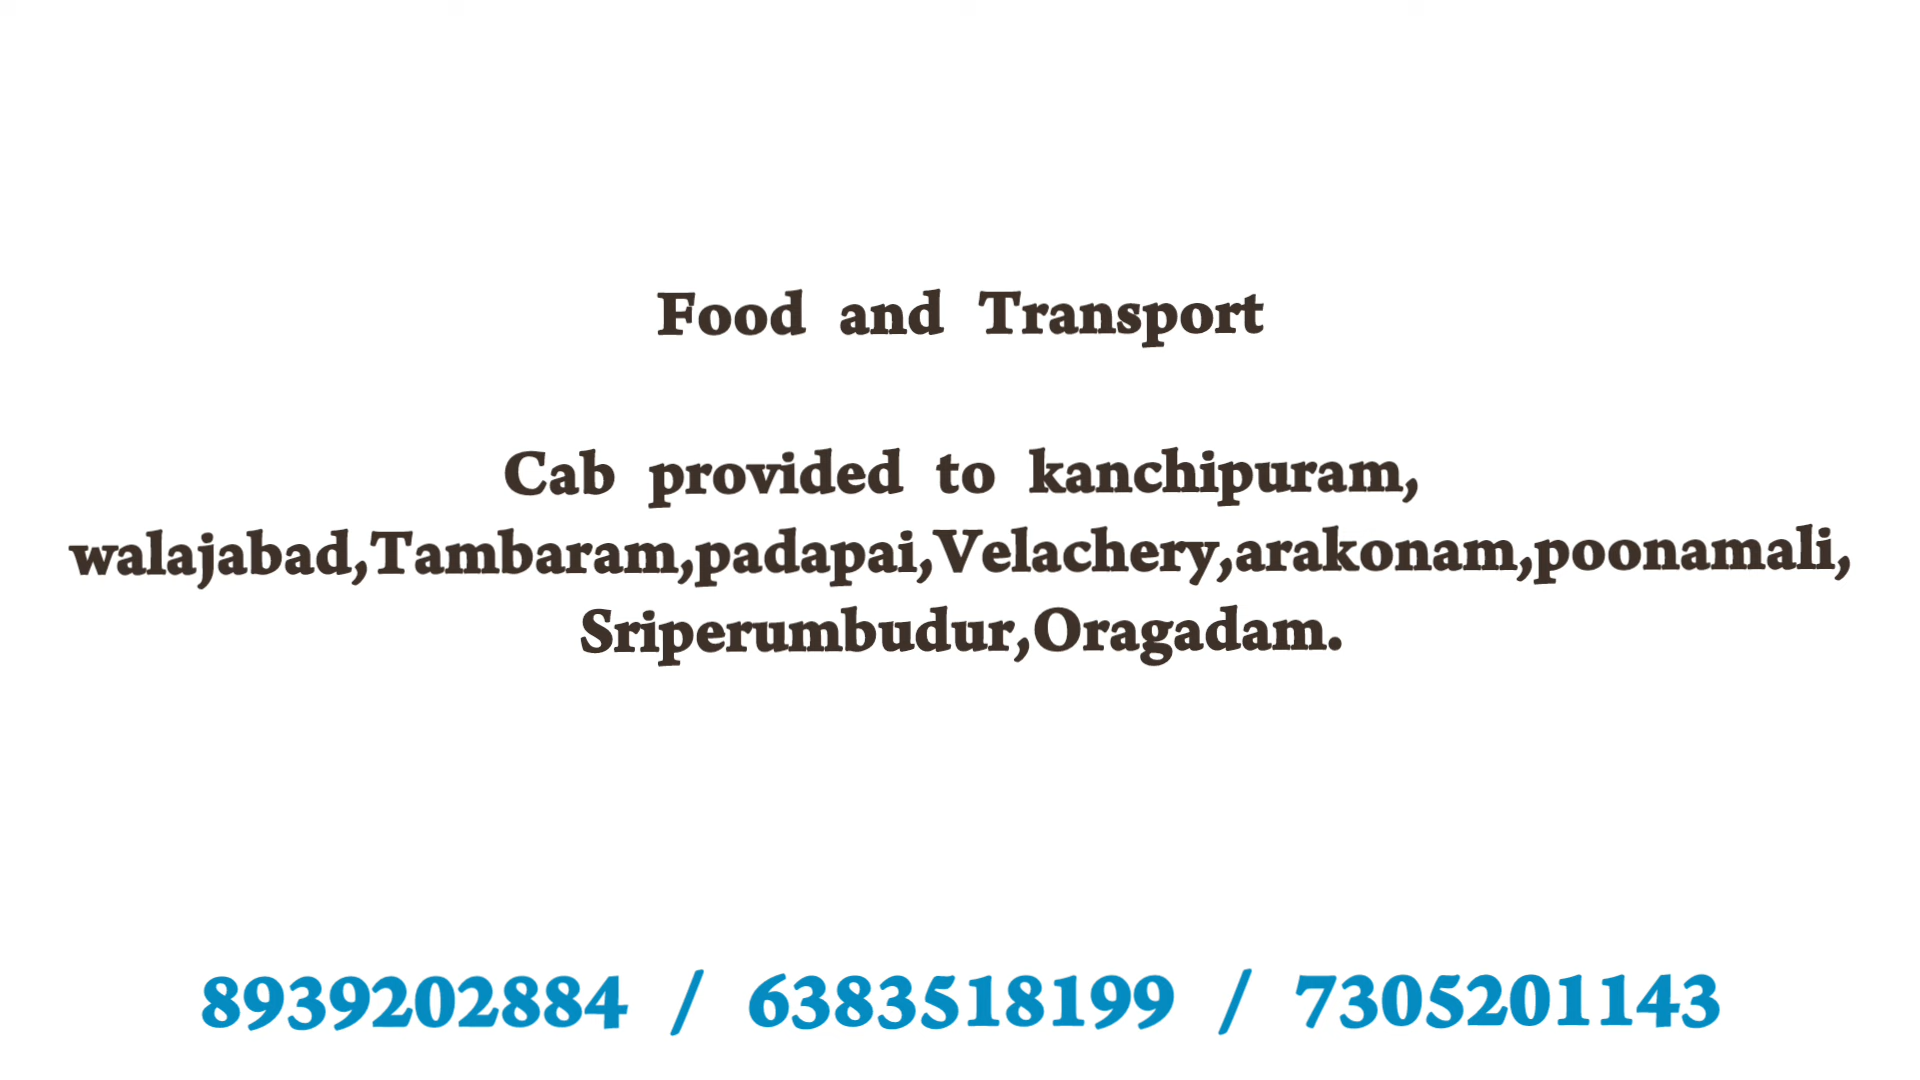 Food and Transport
Cab provided to kanchipuram,
walajabad,Tambaram,padapai,Velachery,arakonam,poonamali,
Sriperumbudur,Oragadam.
8939202884 / 6383518199 / 7305201143